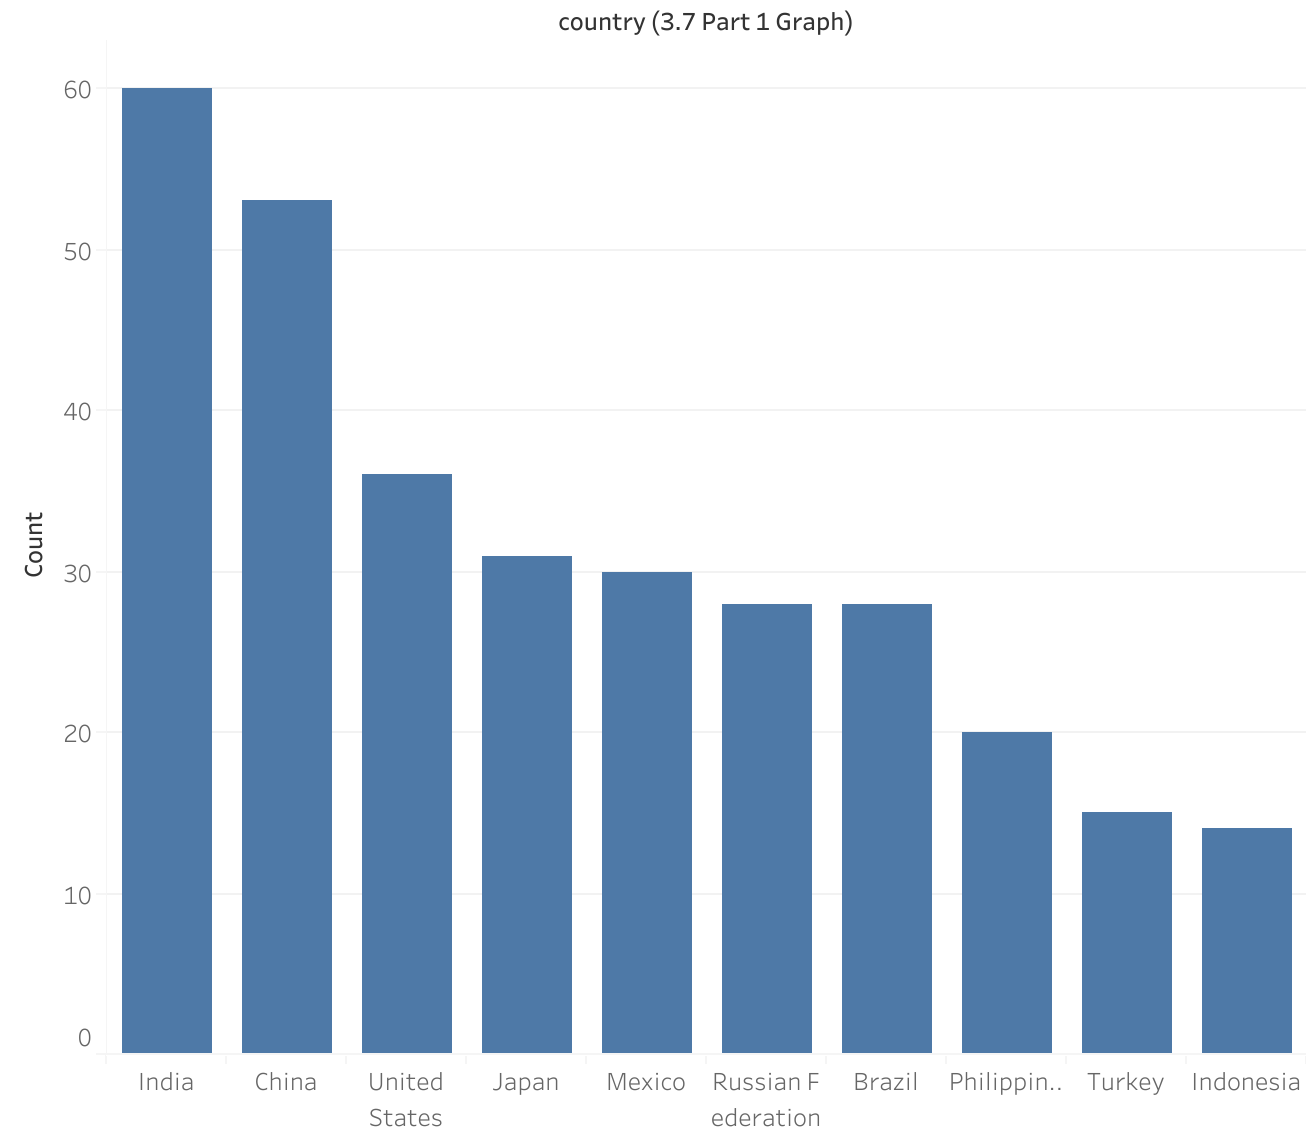 country (3.7 Part 1 Graph)
60
50
40
30
20
10
0
Count
India China United Japan Mexico Russian F Brazil Philippin.. Turkey Indonesia
States ederation